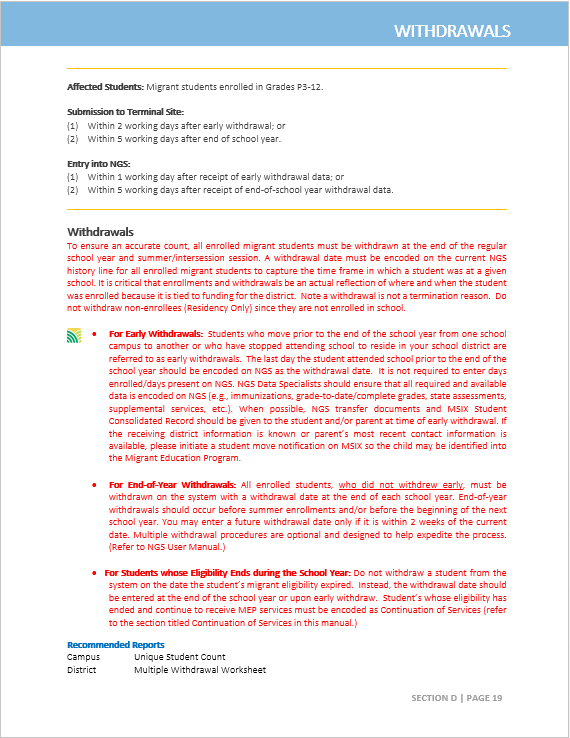 WITHDRAWALS
Affected Students: Migrant students enrolled in Grades P3-12.
Submission to Terminal Site:
(1) Within 2 working days after early withdrawal; or
(2) Within 5 working days after end of school year.
Entry into NGS:
(1) Within 1 working day after receipt of early withdrawal data; or
(2) Within 5 working days after receipt of end-of-school year withdrawal data.
Withdrawals
To ensure an accurate count, all enrolled migrant students must be withdrawn at the end of the regular
school year and summer/intersession session. A withdrawal date must be encoded on the current NGS
history line for all enrolled migrant students to capture the time frame in which a student was at a given
school. It is critical that enrollments and withdrawals be an actual reflection of where and when the student
was enrolled because it is tied to funding for the district. Note a withdrawal is not a termination reason. Do
not withdraw non-enrollees (Residency Only) since they are not enrolled in school.
• For Early Withdrawals: Students who move prior to the end of the school year from one school
campus to another or who have stopped attending school to reside in your school district are
referred to as early withdrawals. The last day the student attended school prior to the end of the
school year should be encoded on NGS as the withdrawal date. It is not required to enter days
enrolled/days present on NGS. NGS Data Specialists should ensure that all required and available
data is encoded on NGS (e.g., immunizations, grade-to-date/complete grades, state assessments,
supplemental services, etc.). When possible, NGS transfer documents and MSIX Student
Consolidated Record should be given to the student and/or parent at time of early withdrawal. If
the receiving district information is known or parent's most recent contact information is
available, please initiate a student move notification on MSIX so the child may be identified into
the Migrant Education Program.
• For End-of-Year Withdrawals: All enrolled students, who did not withdrew early, must be
withdrawn on the system with a withdrawal date at the end of each school year. End-of-year
withdrawals should occur before summer enrollments and/or before the beginning of the next
school year. You may enter a future withdrawal date only if it is within 2 weeks of the current
date. Multiple withdrawal procedures are optional and designed to help expedite the process.
(Refer to NGS User Manual.)
• For Students whose Eligibility Ends during the School Year: Do not withdraw a student from the
system on the date the student's migrant eligibility expired. Instead, the withdrawal date should
be entered at the end of the school year or upon early withdraw. Student's whose eligibility has
ended and continue to receive MEP services must be encoded as Continuation of Services (refer
to the section titled Continuation of Services in this manual.)
Recommended Reports
Campus Unique Student Count
District Multiple Withdrawal Worksheet
SECTION D | PAGE 19